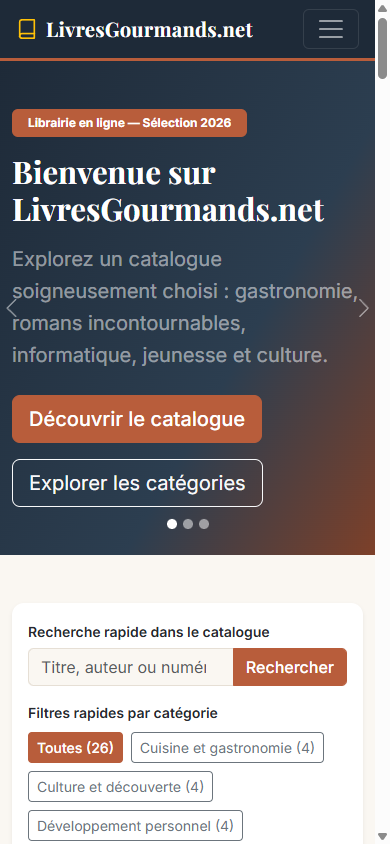 LivresGourmands.net
Librairie en ligne — Sélection 2026
Bienvenue sur
LivresGourmands.net
Explorez un catalogue
soigneusement choisi : gastronomie,
romans incontournables,
informatique, jeunesse et culture.
Découvrir le catalogue
Explorer les catégories
Recherche rapide dans le catalogue
Titre, auteur ou numér
Rechercher
Filtres rapides par catégorie
Toutes (26)
Cuisine et gastronomie (4)
Culture et découverte (4)
Développement personnel (4)